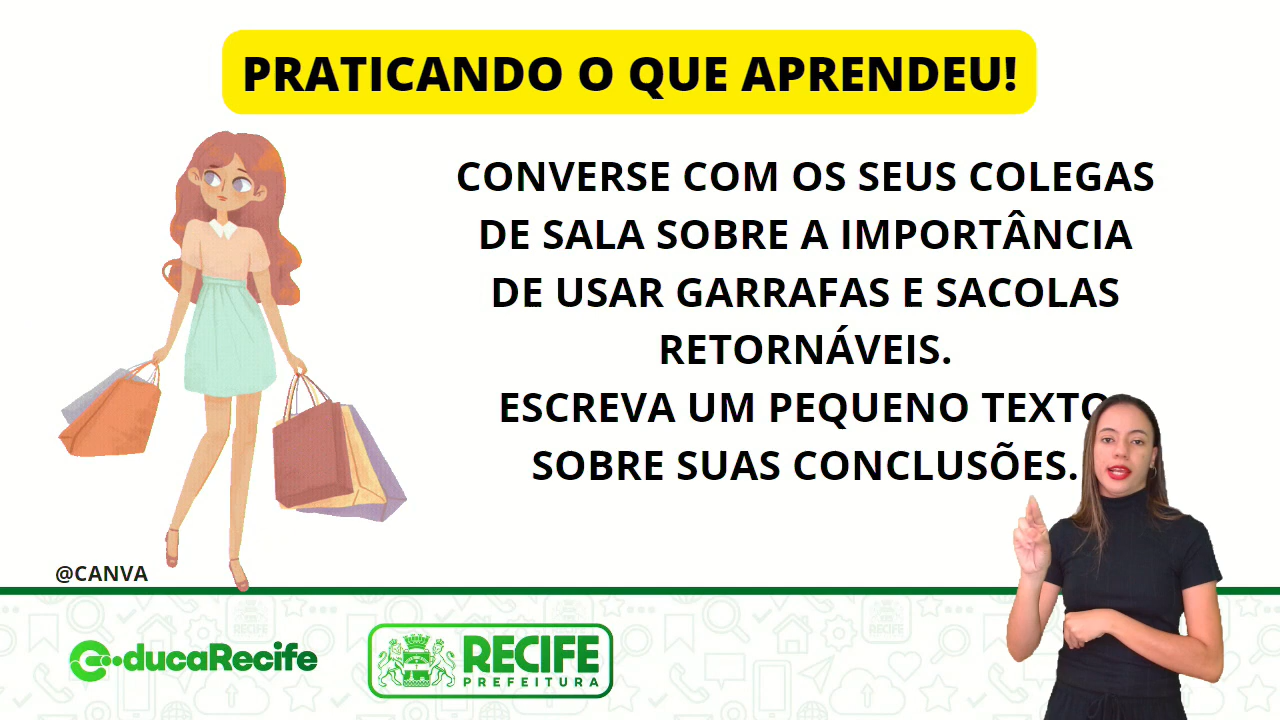 PRATICANDO O QUE APRENDEU!
CONVERSE COM OS SEUS COLEGAS
DE SALA SOBRE A IMPORTÂNCIA
DE USAR GARRAFAS E SACOLAS
RETORNÁVEIS.
ESCREVA UM PEQUENO TEXTO
SOBRE SUAS CONCLUSÕES.
@CANVA
ducaRecife
RECIFE
PREFEITURA